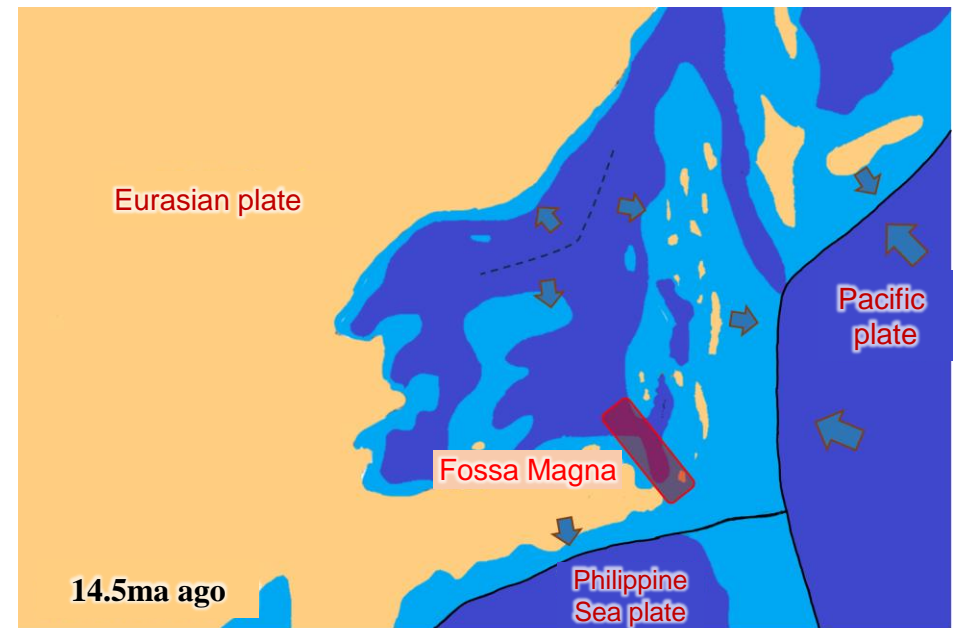 Eurasian plate
Pacific
plate
Fossa Magna
14.5ma ago
Philippine
Sea plate